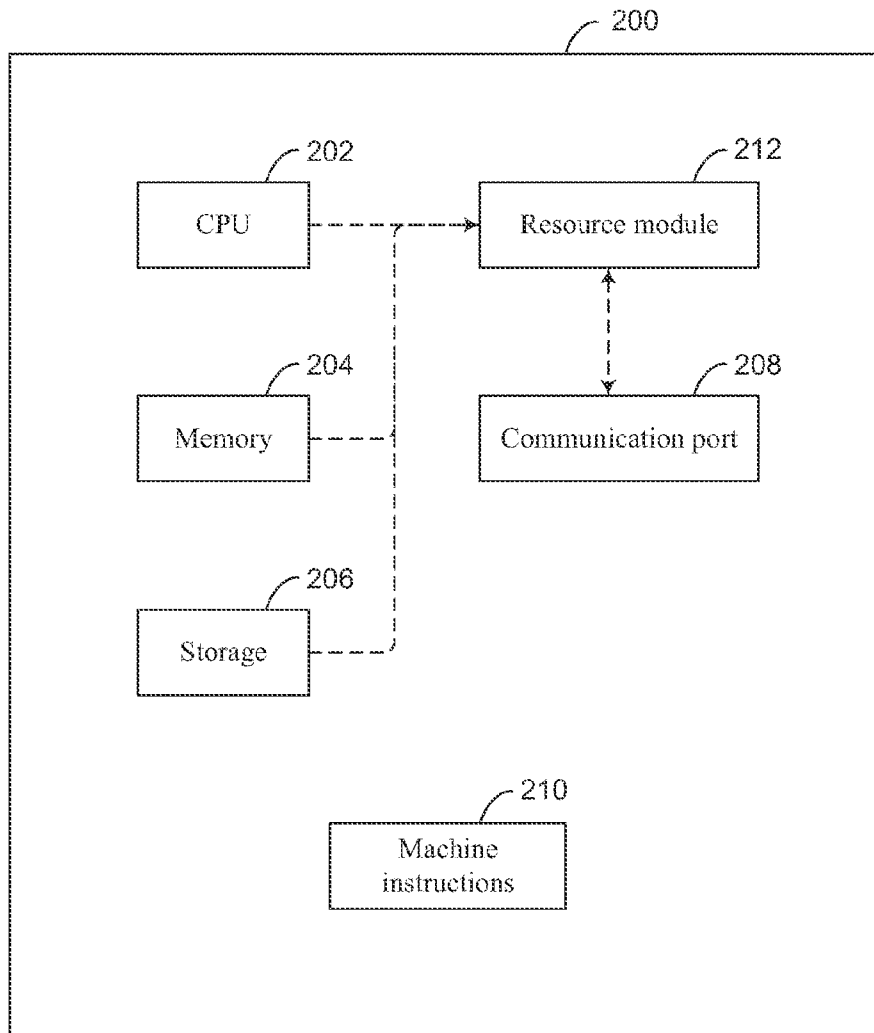 200
202
212
CPU
Resource module
204
208
Memory
Communication port
206
Storage
210
Machine
instructions